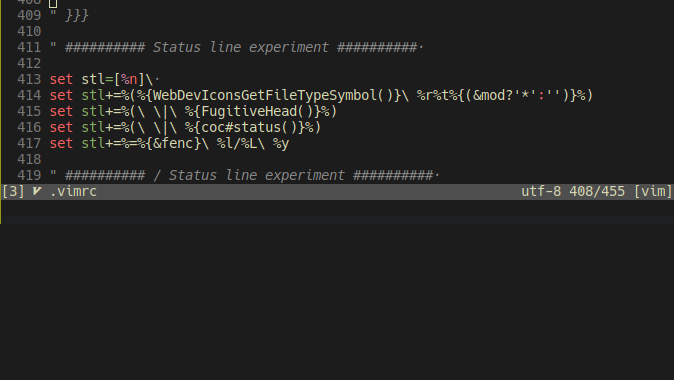 408
409 " }}}
410
411 " ########## Status line experiment ##########·
412
413 set stl=[%n]\·
414 set stl+=%(%{WebDevIconsGetFileTypeSymbol()}\ %r%t%{(&mod?'*':'')}%)
415 set stl+=%(\ \|\ %{FugitiveHead()}%)
416 set stl+=%(\ \|\ %{coc#status()}%)
417 set stl+=%=%{&fenc}\ %l/%L\ %y
418
419 " ########## / Status line experiment ##########·
[3]  .vimrc utf-8 408/455 [vim]